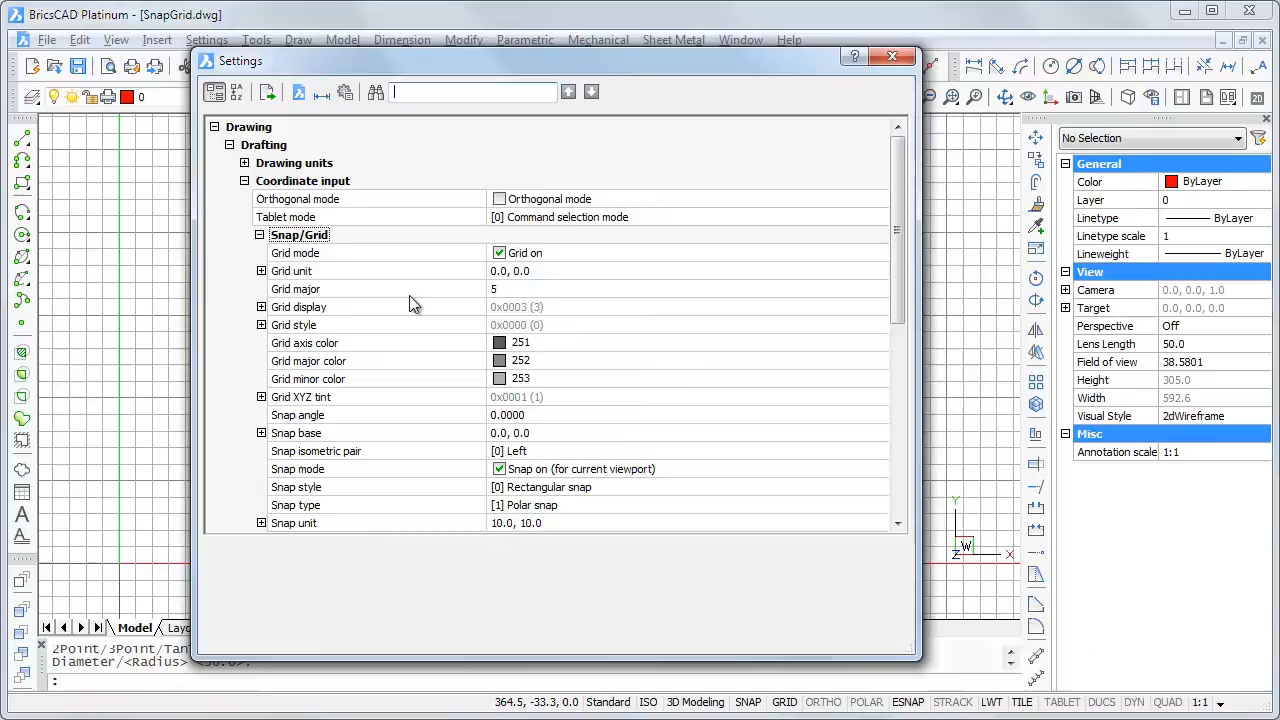 BricsCAD Platinum - [SnapGrid.dwg]
File Edit View Insert Settings Tools Draw Model Dimension Modify Parametric Mechanical Sheet Metal Window Help
Settings
0
Drawing
Drafting
Drawing units
Coordinate input
Orthogonal mode Orthogonal mode
Tablet mode [0] Command selection mode
Snap/Grid
Grid mode Grid on
Grid unit 0.0, 0.0
Grid major 5
Grid display 0x0003 (3)
Grid style 0x0000 (0)
Grid axis color 251
Grid major color 252
Grid minor color 253
Grid XYZ tint 0x0001 (1)
Snap angle 0.0000
Snap base 0.0, 0.0
Snap isometric pair [0] Left
Snap mode Snap on (for current viewport)
Snap style [0] Rectangular snap
Snap type [1] Polar snap
Snap unit 10.0, 10.0
No Selection
General
Color ByLayer
Layer 0
Linetype ByLayer
Linetype scale 1
Lineweight ByLayer
View
Camera 0.0, 0.0, 1.0
Target 0.0, 0.0, 0.0
Perspective Off
Lens Length 50.0
Field of view 38.5801
Height 305.0
Width 592.6
Visual Style 2dWireframe
Misc
Annotation scale 1:1
Y
W
Z X
Model Layo
2Point/3Point/Tan
:
364.5, -33.3, 0.0 Standard ISO 3D Modeling SNAP GRID ORTHO POLAR ESNAP STRACK LWT TILE TABLET DUCS DYN QUAD 1:1